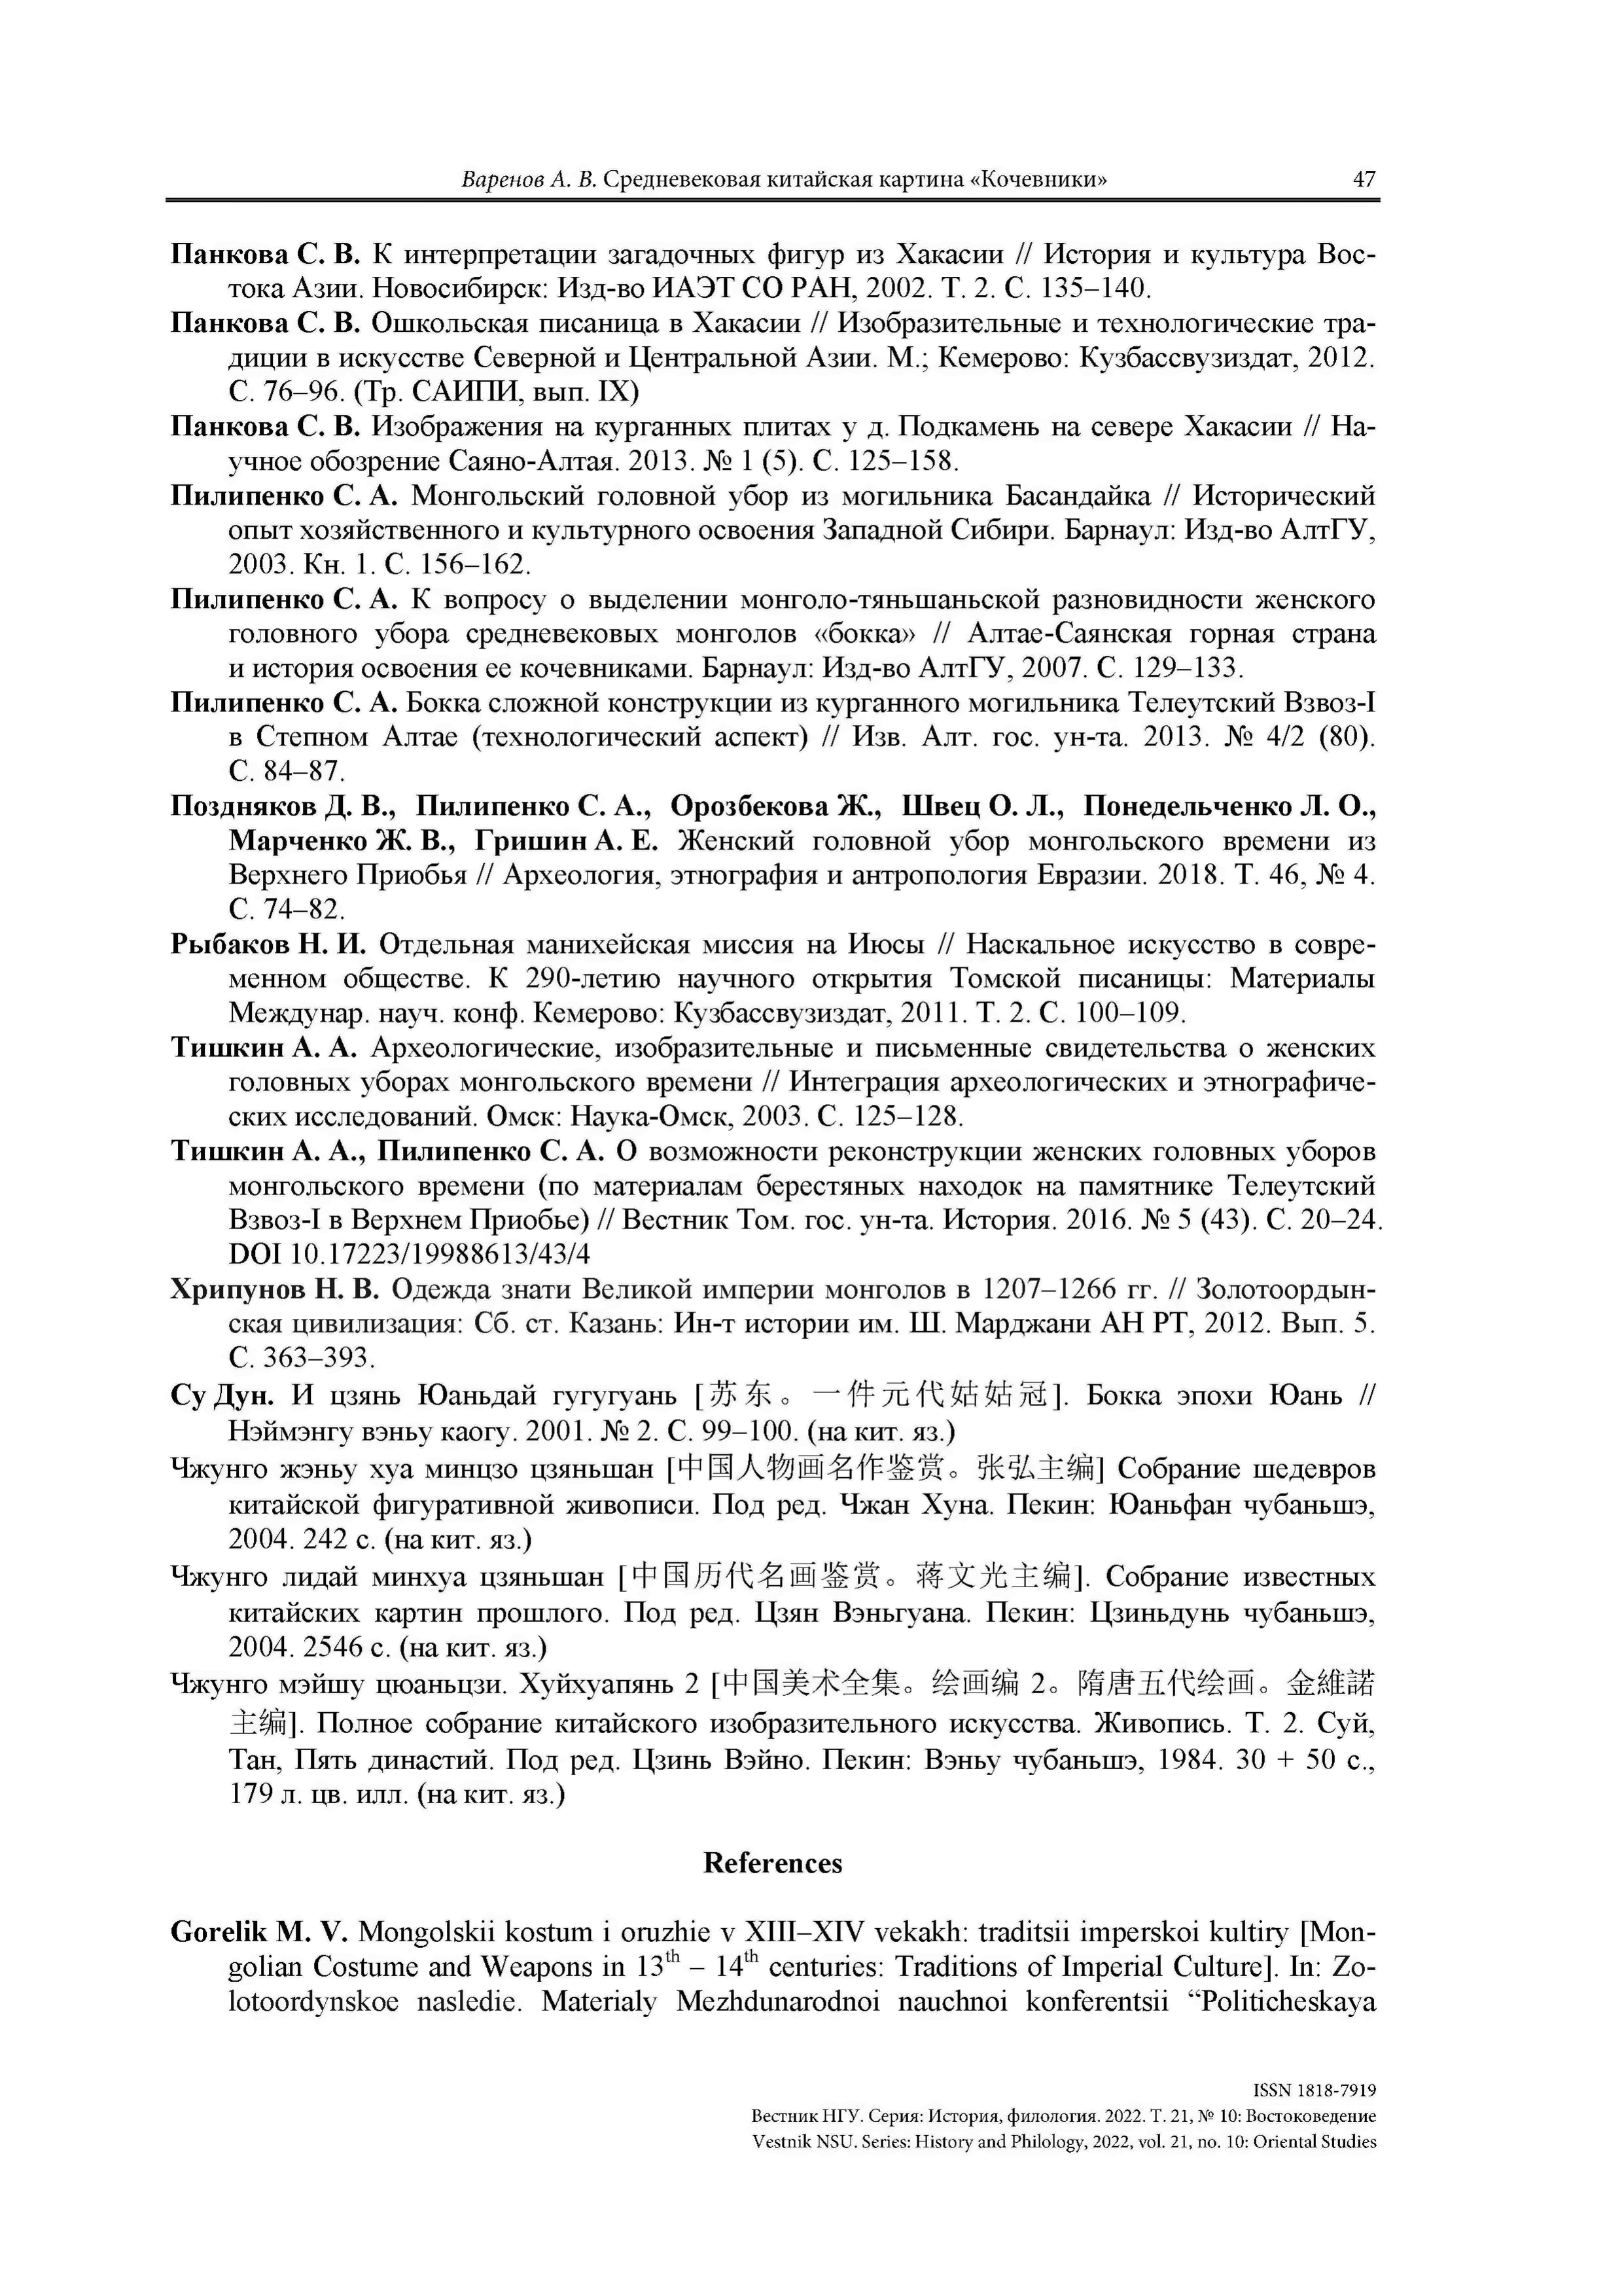 Варенов А. В. Средневековая китайская картина «Кочевники» 47
Панкова С. В. К интерпретации загадочных фигур из Хакасии // История и культура Вос-
тока Азии. Новосибирск: Изд-во ИАЭТ СО РАН, 2002. Т. 2. С. 135–140.
Панкова С. В. Ошкольская писаница в Хакасии // Изобразительные и технологические тра-
диции в искусстве Северной и Центральной Азии. М.; Кемерово: Кузбассвузиздат, 2012.
С. 76–96. (Тр. САИПИ, вып. IX)
Панкова С. В. Изображения на курганных плитах у д. Подкамень на севере Хакасии // На-
учное обозрение Саяно-Алтая. 2013. № 1 (5). С. 125–158.
Пилипенко С. А. Монгольский головной убор из могильника Басандайка // Исторический
опыт хозяйственного и культурного освоения Западной Сибири. Барнаул: Изд-во АлтГУ,
2003. Кн. 1. С. 156–162.
Пилипенко С. А. К вопросу о выделении монголо-тяньшаньской разновидности женского
головного убора средневековых монголов «бокка» // Алтае-Саянская горная страна
и история освоения ее кочевниками. Барнаул: Изд-во АлтГУ, 2007. С. 129–133.
Пилипенко С. А. Бокка сложной конструкции из курганного могильника Телеутский Взвоз-I
в Степном Алтае (технологический аспект) // Изв. Алт. гос. ун-та. 2013. № 4/2 (80).
С. 84–87.
Поздняков Д. В., Пилипенко С. А., Орозбекова Ж., Швец О. Л., Понедельченко Л. О.,
Марченко Ж. В., Гришин А. Е. Женский головной убор монгольского времени из
Верхнего Приобья // Археология, этнография и антропология Евразии. 2018. Т. 46, № 4.
С. 74–82.
Рыбаков Н. И. Отдельная манихейская миссия на Июсы // Наскальное искусство в совре-
менном обществе. К 290-летию научного открытия Томской писаницы: Материалы
Междунар. науч. конф. Кемерово: Кузбассвузиздат, 2011. Т. 2. С. 100–109.
Тишкин А. А. Археологические, изобразительные и письменные свидетельства о женских
головных уборах монгольского времени // Интеграция археологических и этнографиче-
ских исследований. Омск: Наука-Омск, 2003. С. 125–128.
Тишкин А. А., Пилипенко С. А. О возможности реконструкции женских головных уборов
монгольского времени (по материалам берестяных находок на памятнике Телеутский
Взвоз-I в Верхнем Приобье) // Вестник Том. гос. ун-та. История. 2016. № 5 (43). С. 20–24.
DOI 10.17223/19988613/43/4
Хрипунов Н. В. Одежда знати Великой империи монголов в 1207–1266 гг. // Золотоордын-
ская цивилизация: Сб. ст. Казань: Ин-т истории им. Ш. Марджани АН РТ, 2012. Вып. 5.
С. 363–393.
Су Дун. И цзянь Юаньдай гугугуань [苏东。一件元代姑姑冠]. Бокка эпохи Юань //
Нэймэнгу вэньу каогу. 2001. № 2. С. 99–100. (на кит. яз.)
Чжунго жэньу хуа минцзо цзяньшан [中国人物画名作鉴赏。张弘主编] Собрание шедевров
китайской фигуративной живописи. Под ред. Чжан Хуна. Пекин: Юаньфан чубаньшэ,
2004. 242 с. (на кит. яз.)
Чжунго лидай минхуа цзяньшан [中国历代名画鉴赏。蒋文光主编]. Собрание известных
китайских картин прошлого. Под ред. Цзян Вэньгуана. Пекин: Цзиньдунь чубаньшэ,
2004. 2546 с. (на кит. яз.)
Чжунго мэйшу цюаньцзи. Хуйхуапянь 2 [中国美术全集。绘画编 2。隋唐五代绘画。金維諾
主编]. Полное собрание китайского изобразительного искусства. Живопись. Т. 2. Суй,
Тан, Пять династий. Под ред. Цзинь Вэйно. Пекин: Вэньу чубаньшэ, 1984. 30 + 50 с.,
179 л. цв. илл. (на кит. яз.)
References
Gorelik M. V. Mongolskii kostum i oruzhie v XIII–XIV vekakh: traditsii imperskoi kultiry [Mon-
golian Costume and Weapons in 13th – 14th centuries: Traditions of Imperial Culture]. In: Zo-
lotoordynskoe nasledie. Materialy Mezhdunarodnoi nauchnoi konferentsii “Politicheskaya
ISSN 1818-7919
Вестник НГУ. Серия: История, филология. 2022. Т. 21, № 10: Востоковедение
Vestnik NSU. Series: History and Philology, 2022, vol. 21, no. 10: Oriental Studies